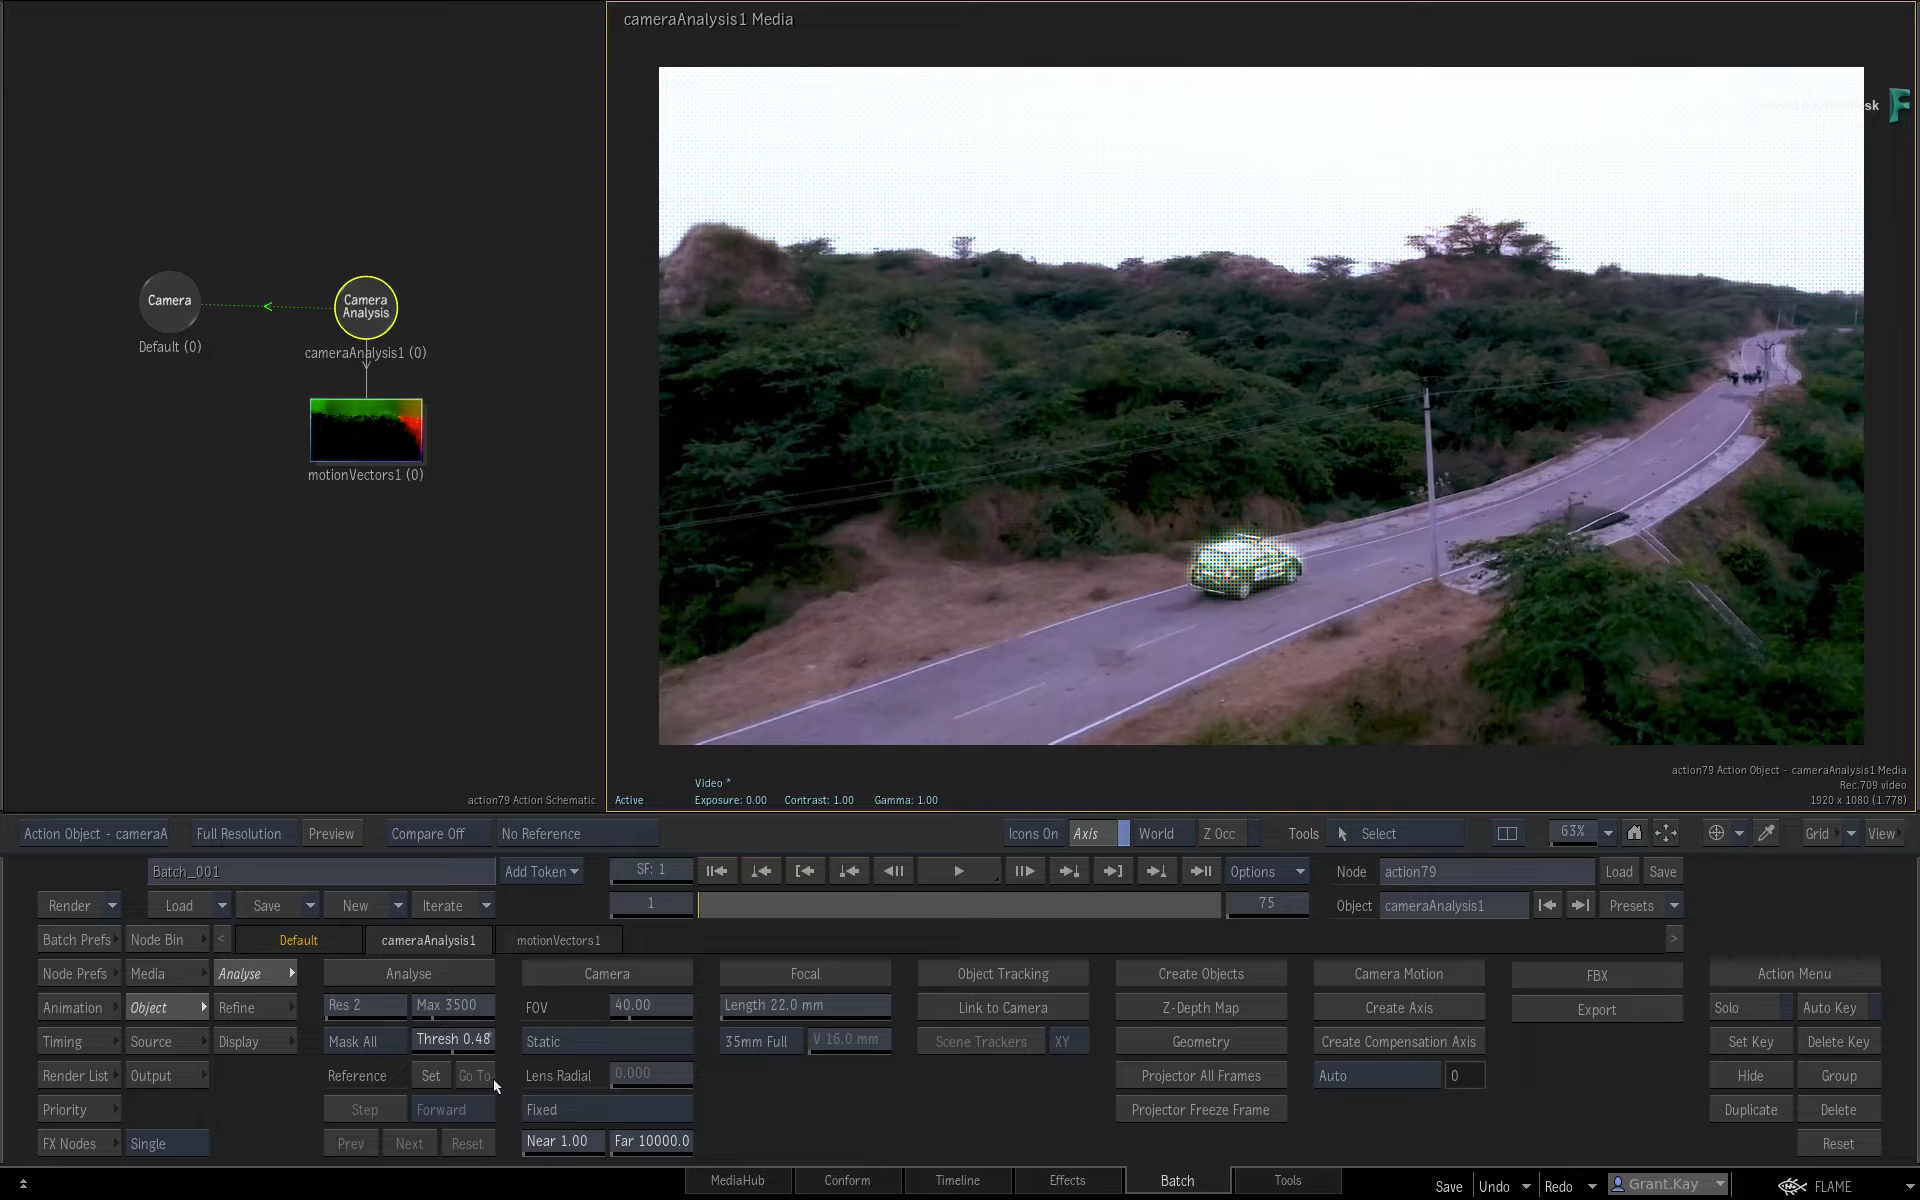 cameraAnalysis1 Media
sk
Camera
Default (0)
Camera
Analysis
cameraAnalysis1 (0)
motionVectors1 (0)
action79 Action Schematic
Video *
Active
Exposure: 0.00 Contrast: 1.00 Gamma: 1.00
action79 Action Object - cameraAnalysis1 Media
Rec.709 video
1920 x 1080 (1.778)
Action Object - cameraA Full Resolution Preview Compare Off No Reference Icons On Axis World Z Occ Tools Select 63% Grid View
Batch_001 Add Token SF: 1 Options Node action79 Load Save
Render Load Save New Iterate 1 75 Object cameraAnalysis1 Presets
Batch Prefs Node Bin < Default cameraAnalysis1 motionVectors1 >
Node Prefs Media Analyse Analyse Camera Focal Object Tracking Create Objects Camera Motion FBX Action Menu
Animation Object Refine Res 2 Max 3500 FOV 40.00 Length 22.0 mm Link to Camera Z-Depth Map Create Axis Export Solo Auto Key
Timing Source Display Mask All Thresh 0.48 Static 35mm Full V 16.0 mm Scene Trackers XY Geometry Create Compensation Axis Set Key Delete Key
Render List Output Reference Set Go To Lens Radial 0.000 Projector All Frames Auto 0 Hide Group
Priority Step Forward Fixed Projector Freeze Frame Duplicate Delete
FX Nodes Single Prev Next Reset Near 1.00 Far 10000.0 Reset
MediaHub Conform Timeline Effects Batch Tools Save Undo Redo Grant.Kay FLAME